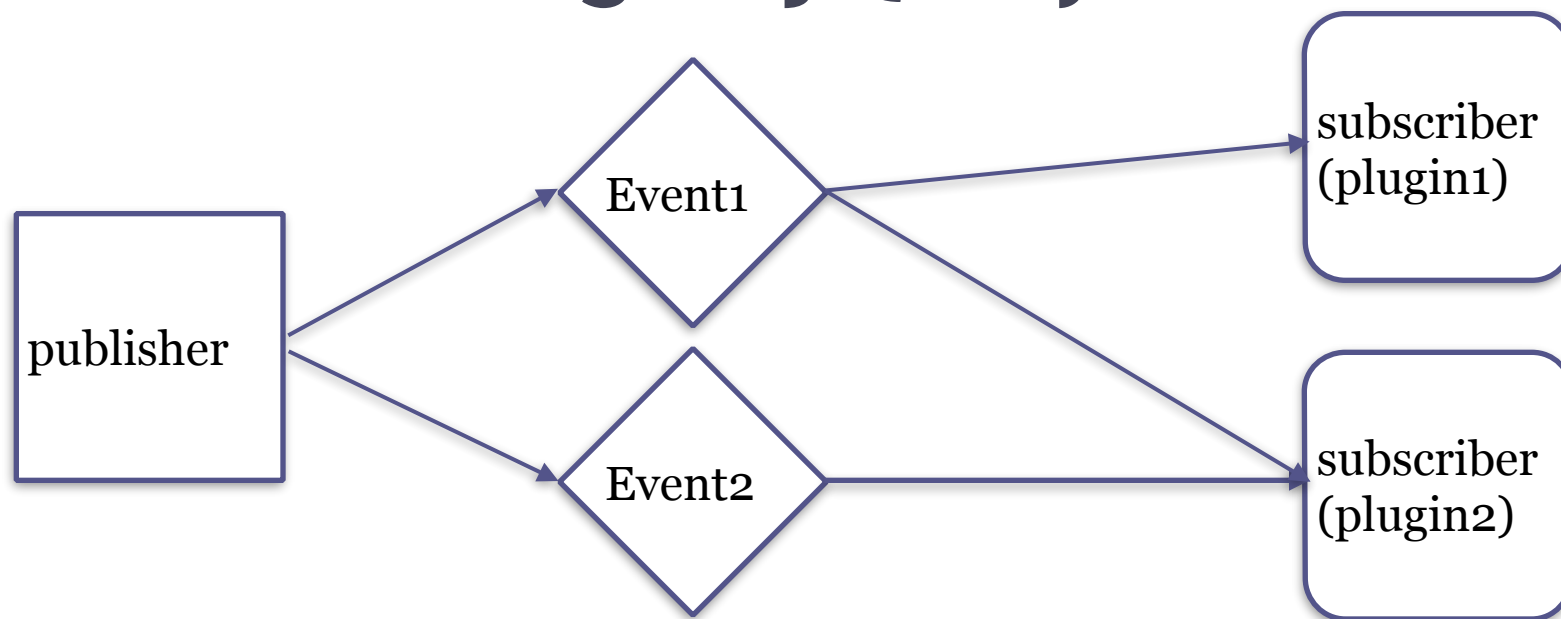 publisher
Event1
Event2
subscriber
(plugin1)
subscriber
(plugin2)